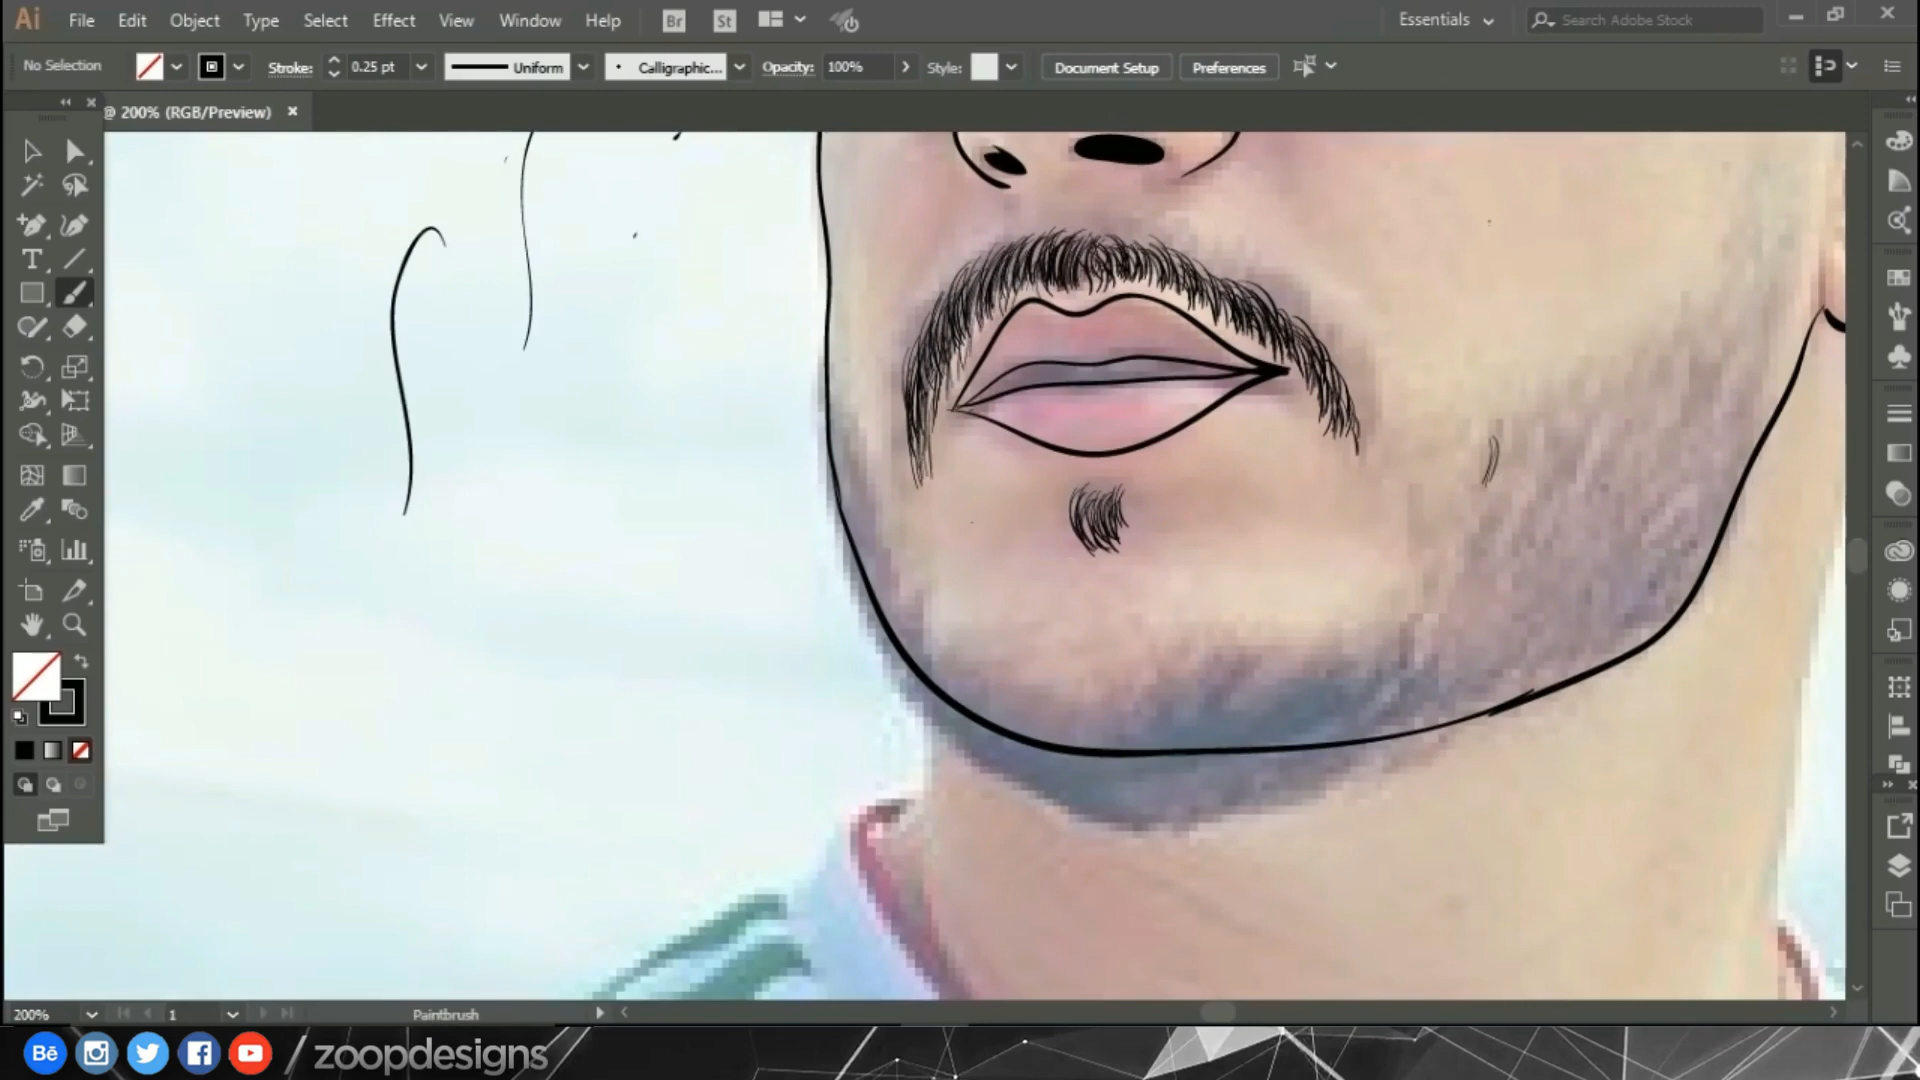 Ai File Edit Object Type Select Effect View Window Help Br St Essentials Search Adobe Stock
No Selection Stroke: 0.25 pt Uniform Calligraphic... Opacity: 100% Style: Document Setup Preferences
@ 200% (RGB/Preview)
T
200% 1 Paintbrush
Bē / zoopdesigns